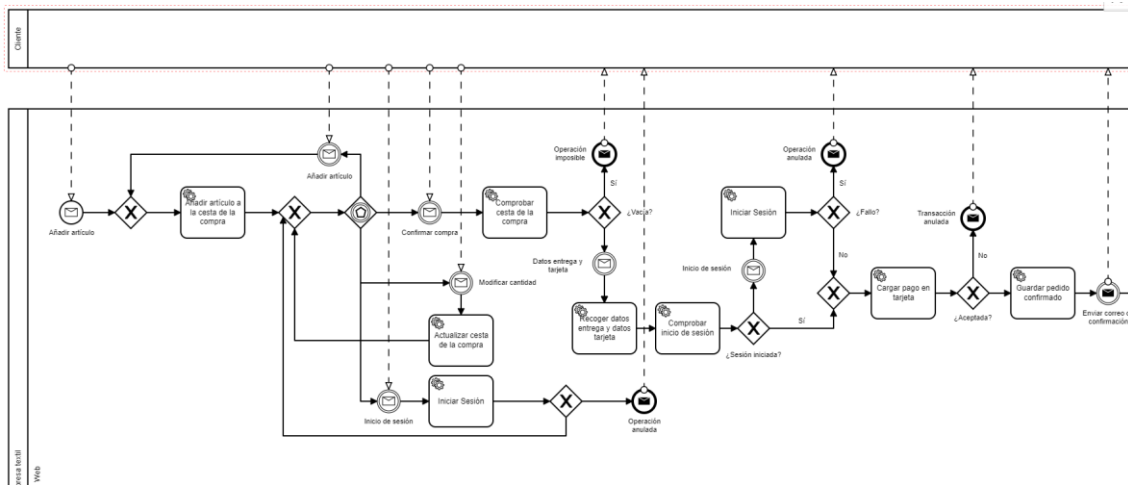 Cliente
Añadir artículo
Añadir artículo a
la cesta de la
compra
Añadir artículo
Confirmar compra
Comprobar
cesta de la
compra
Operación
imposible
Sí
¿Vacía?
Datos entrega y
tarjeta
Modificar cantidad
Actualizar cesta
de la compra
Recoger datos
entrega y datos
tarjeta
Comprobar
inicio de sesión
¿Sesión iniciada?
Sí
Inicio de sesión
Iniciar Sesión
Operación
anulada
Sí
¿Fallo?
No
Cargar pago en
tarjeta
¿Aceptada?
No
Transacción
anulada
Guardar pedido
confirmado
Enviar correo
confirmación
Inicio de sesión
Iniciar Sesión
Operación
anulada
resa textil
Web